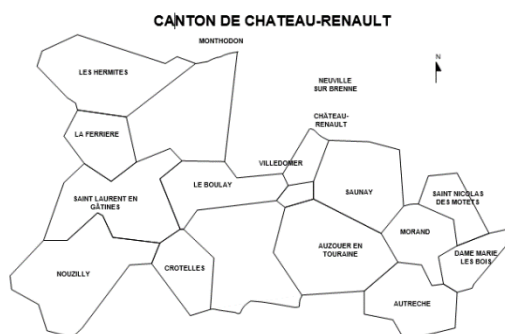 CANTON DE CHATEAU-RENAULT
MONTHODON
LES HERMITES
N
NEUVILLE
SUR BRENNE
CHÂTEAU-
RENAULT
LA FERRIERE
VILLEDOMER
LE BOULAY
SAUNAY
SAINT LAURENT EN
GÂTINES
SAINT NICOLAS
DES MOTETS
MORAND
AUZOUER EN
TOURAINE
DAME MARIE
LES BOIS
NOUZILLY
CROTELLES
AUTRECHE